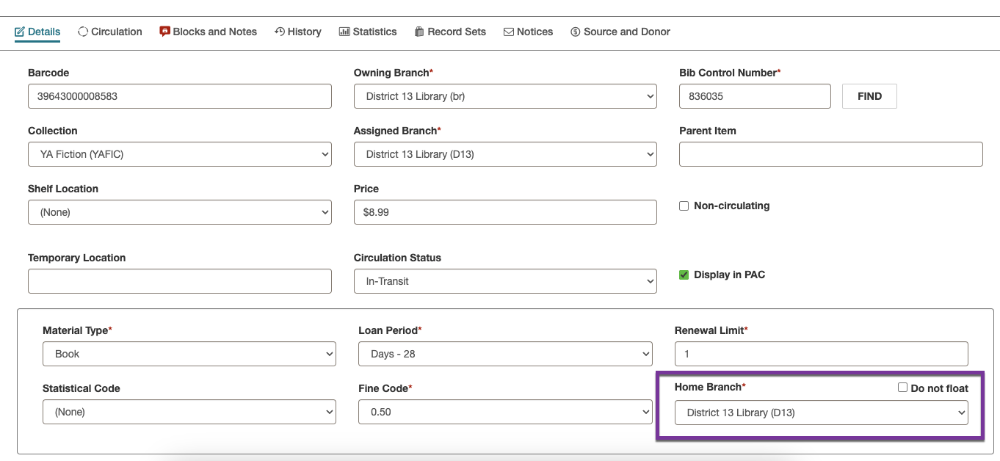 Details Circulation Blocks and Notes History Statistics Record Sets Notices Source and Donor
Barcode Owning Branch* Bib Control Number*
39643000008583 District 13 Library (br) 836035 FIND
Collection Assigned Branch* Parent Item
YA Fiction (YAFIC) District 13 Library (D13)
Shelf Location Price
(None) $8.99 Non-circulating
Temporary Location Circulation Status
In-Transit Display in PAC
Material Type* Loan Period* Renewal Limit*
Book Days - 28 1
Statistical Code Fine Code* Home Branch* Do not float
(None) 0.50 District 13 Library (D13)